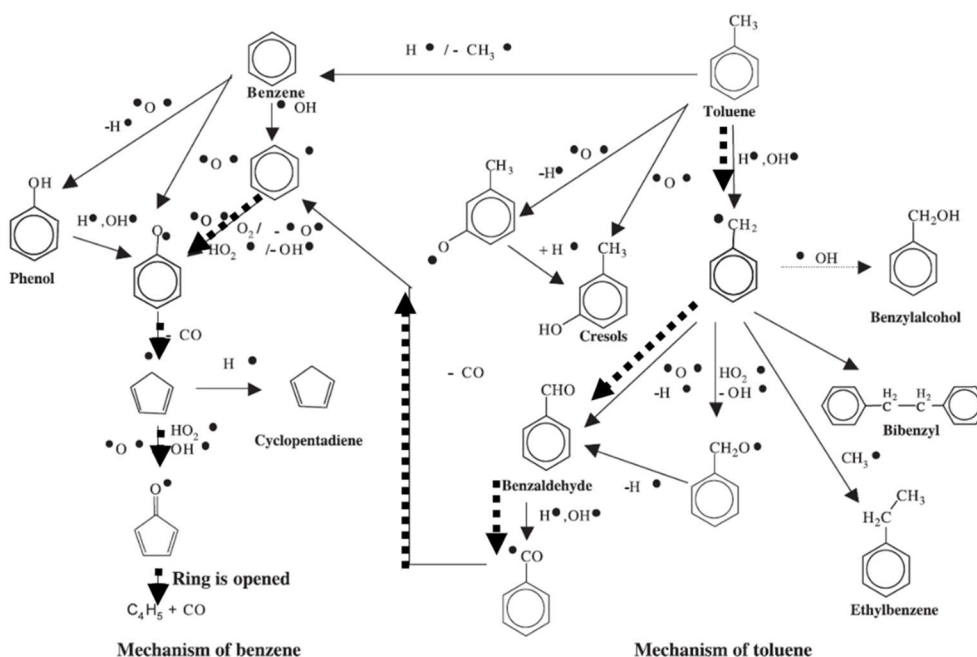 CH₃
H • / - CH₃ •
Benzene
Toluene
•O•
-H•
•OH
•
•O•
•O•
-H•
•O•
H•,OH•
OH
H•,OH•
O•
•O• O₂/ - •O•
HO₂• /-OH•
CH₃
O
•
+ H•
CH₃
HO
Cresols
•
CH₂
• OH
CH₂OH
Benzylalcohol
Phenol
- CO
•
H •
Cyclopentadiene
- CO
•O•
-H•
HO₂•
-OH•
H₂
C
H₂
C
Bibenzyl
CHO
Benzaldehyde
CH₂O•
-H•
CH₃•
•O•
HO₂•
OH•
O•
H•,OH•
•CO
CH₃
H₂C
Ethylbenzene
Ring is opened
C₄H₅ + CO
Mechanism of benzene
Mechanism of toluene